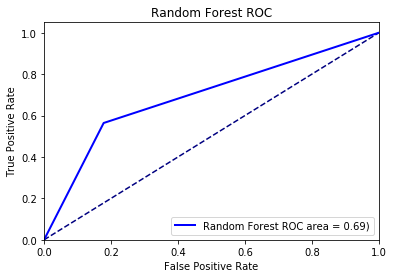 Random Forest ROC
1.0
0.8
0.6
0.4
0.2
0.0
True Positive Rate
Random Forest ROC area = 0.69)
0.0 0.2 0.4 0.6 0.8 1.0
False Positive Rate